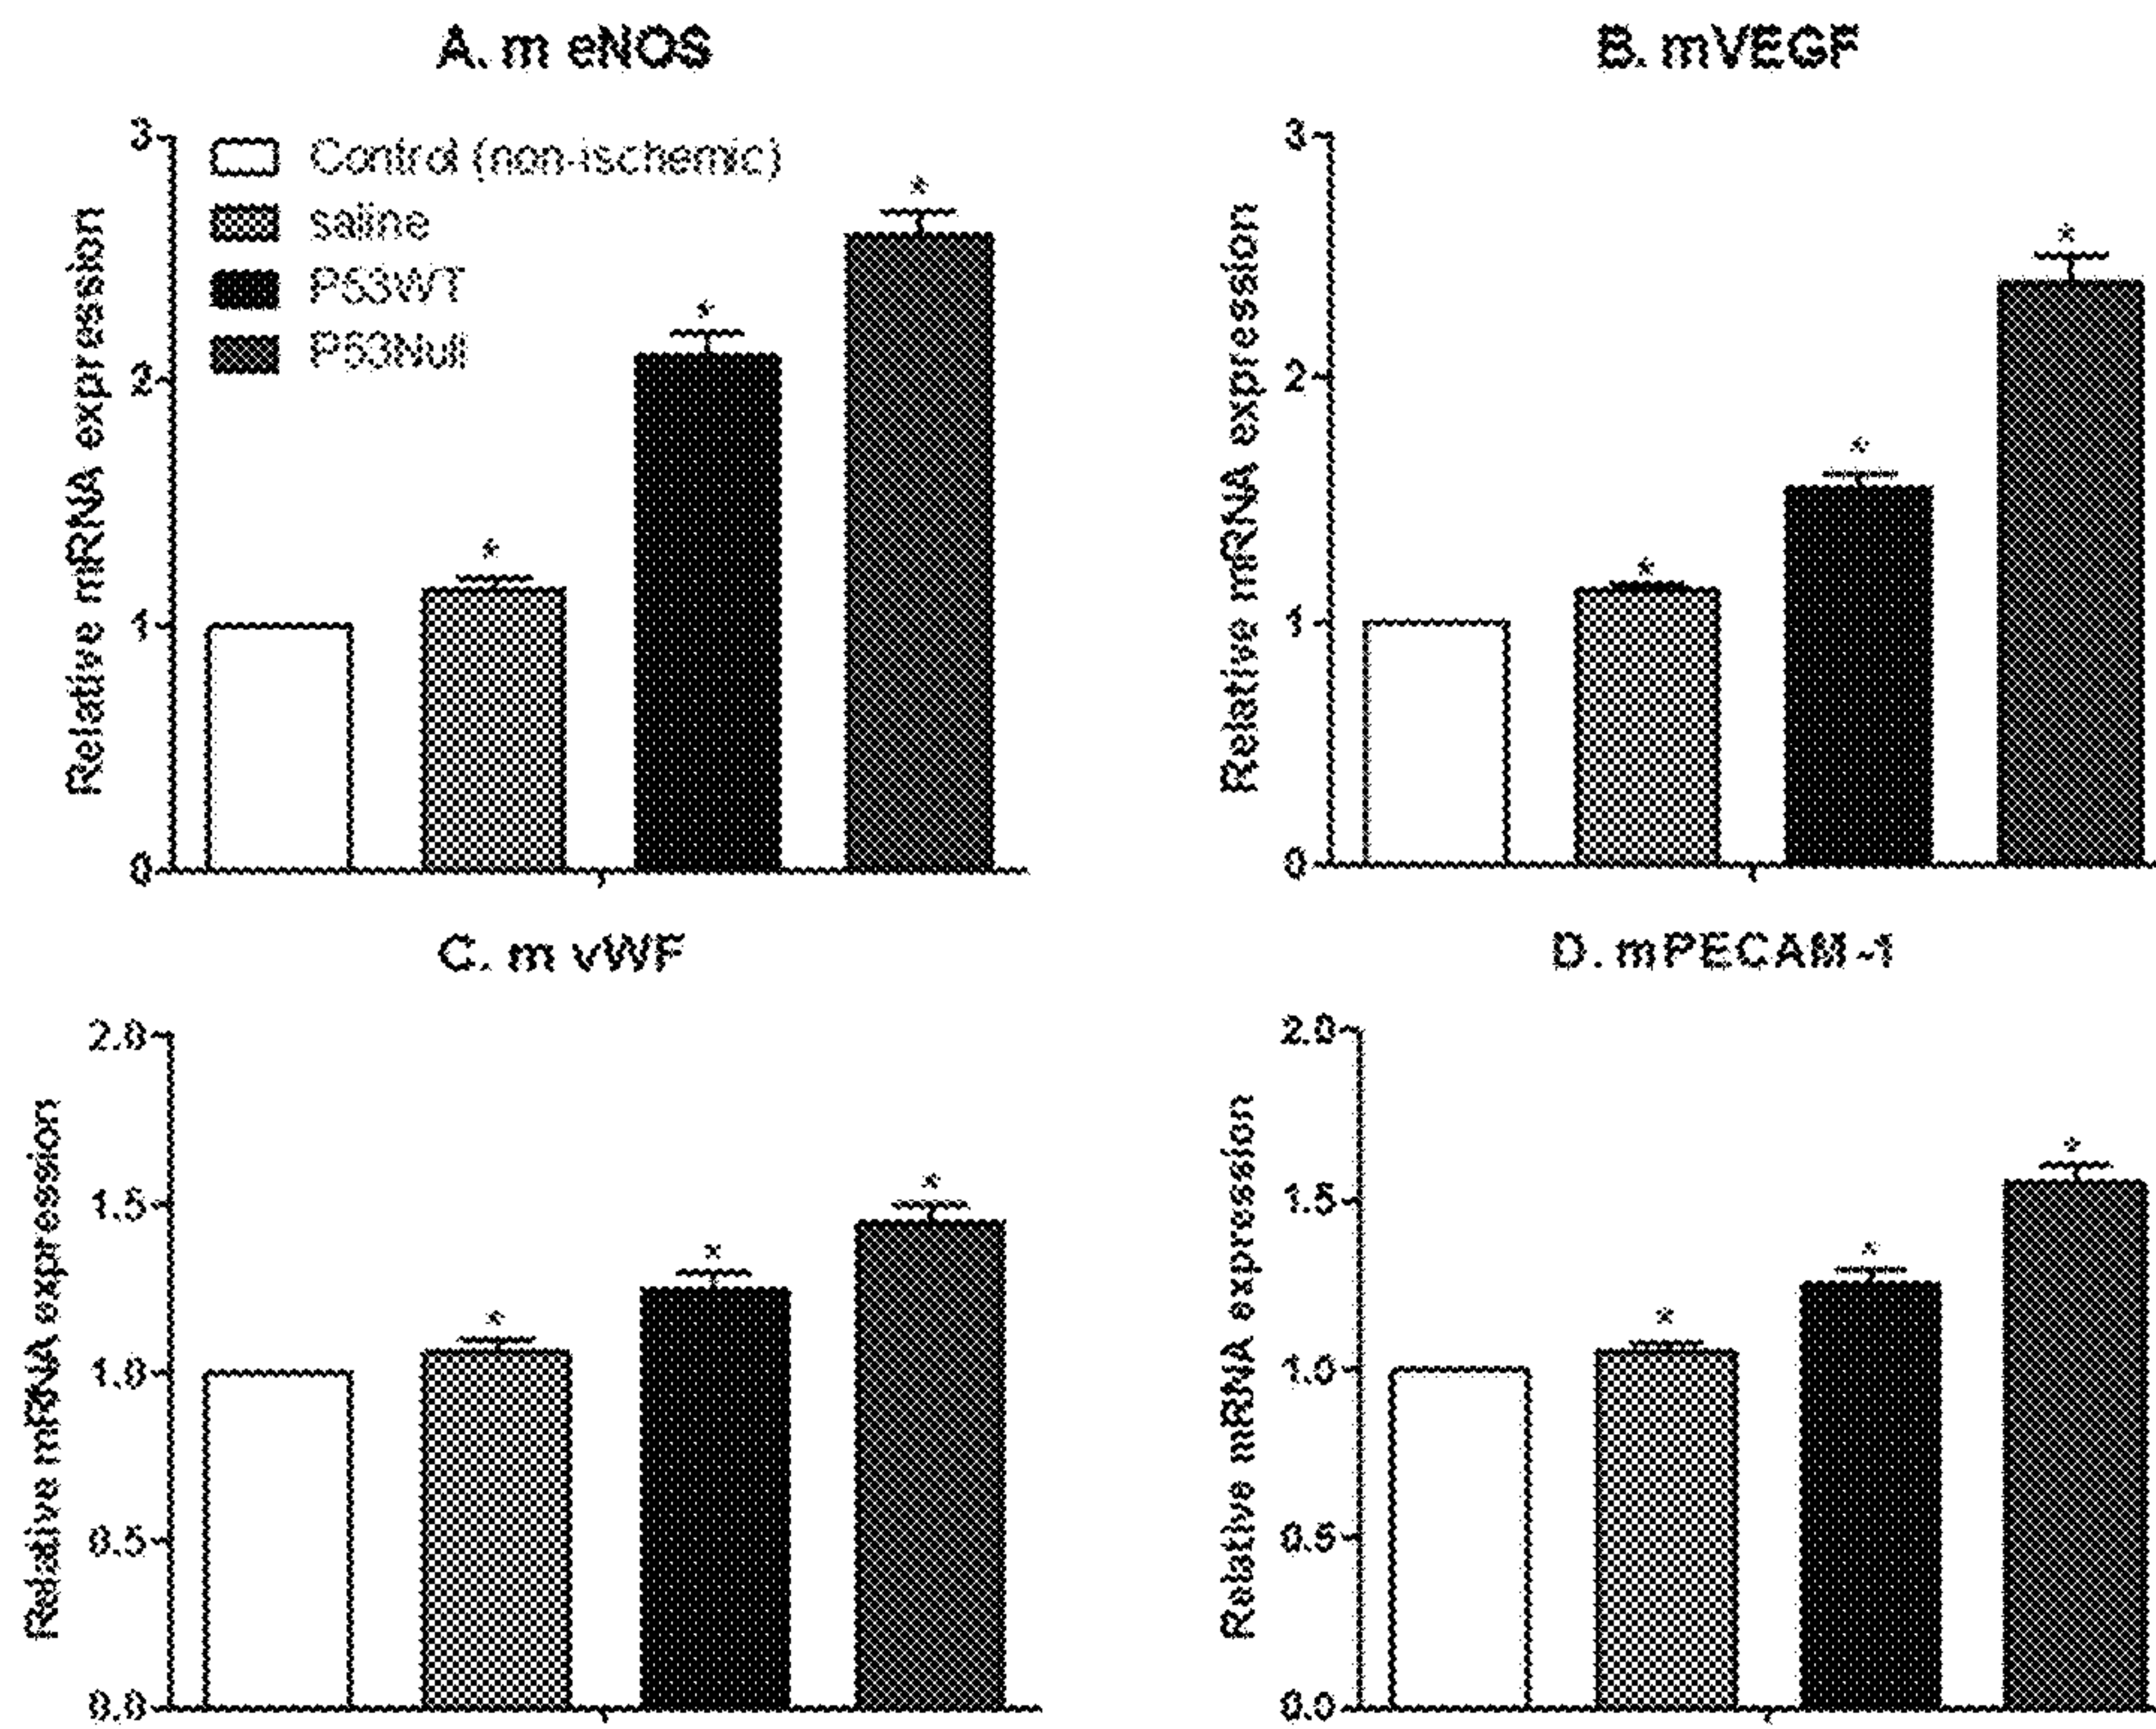 A. m eNOS
3
2
1
0
Relative mRNA expression
Control (non-ischemic)
saline
P53WT
P53Null
*
*
*
B. mVEGF
3
2
1
0
Relative mRNA expression
*
*
*
C. m vWF
2.0
1.5
1.0
0.5
0.0
Relative mRNA expression
*
*
*
D. mPECAM-1
2.0
1.5
1.0
0.5
0.0
Relative mRNA expression
*
*
*